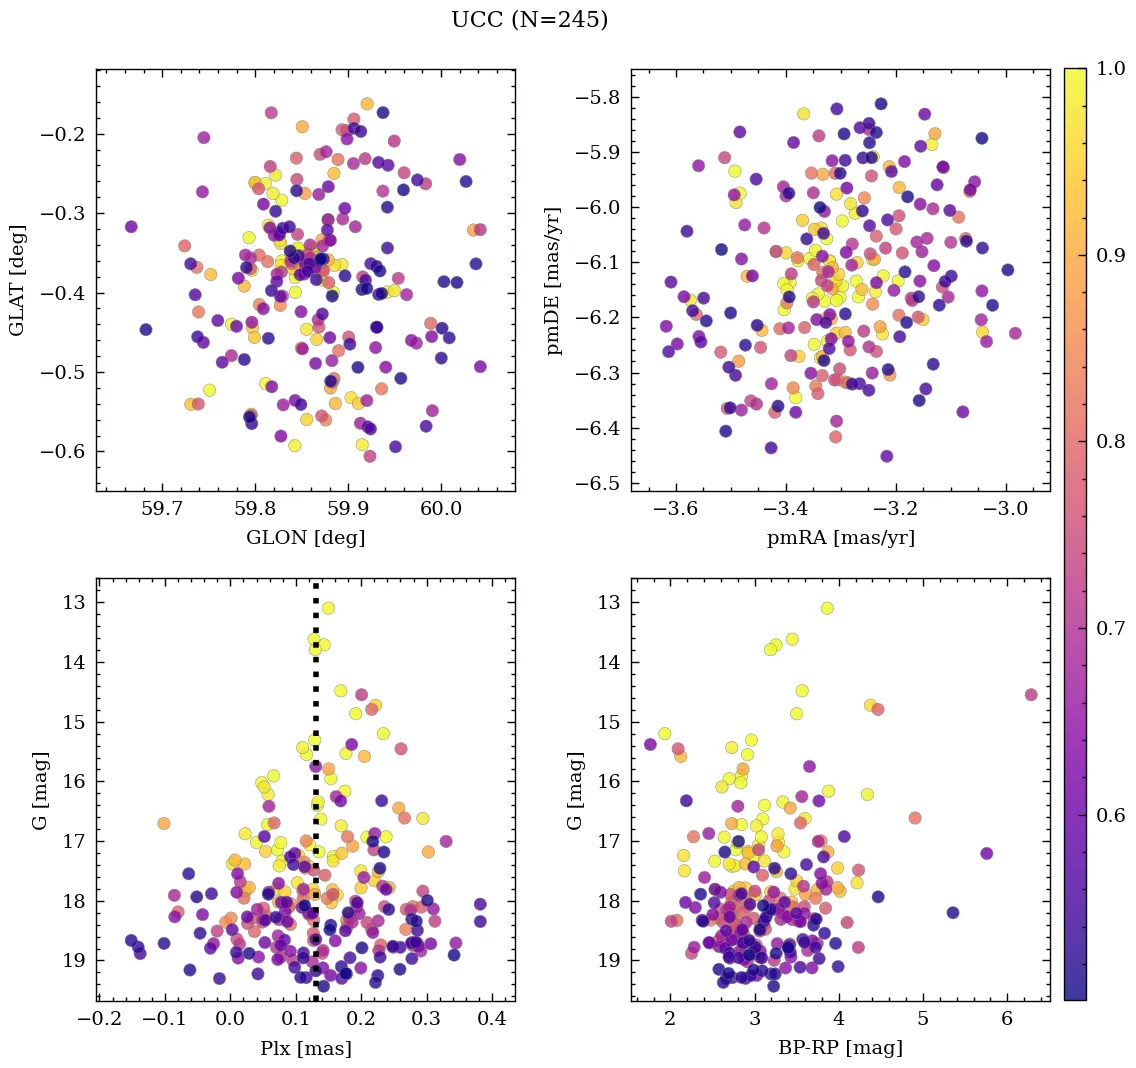 UCC (N=245)
−0.2
−0.3
−0.4
−0.5
−0.6
GLAT [deg]
59.7 59.8 59.9 60.0
GLON [deg]
−5.8
−5.9
−6.0
−6.1
−6.2
−6.3
−6.4
−6.5
pmDE [mas/yr]
−3.6 −3.4 −3.2 −3.0
pmRA [mas/yr]
13
14
15
16
17
18
19
G [mag]
−0.2 −0.1 0.0 0.1 0.2 0.3 0.4
Plx [mas]
13
14
15
16
17
18
19
G [mag]
2 3 4 5 6
BP-RP [mag]
1.0
0.9
0.8
0.7
0.6